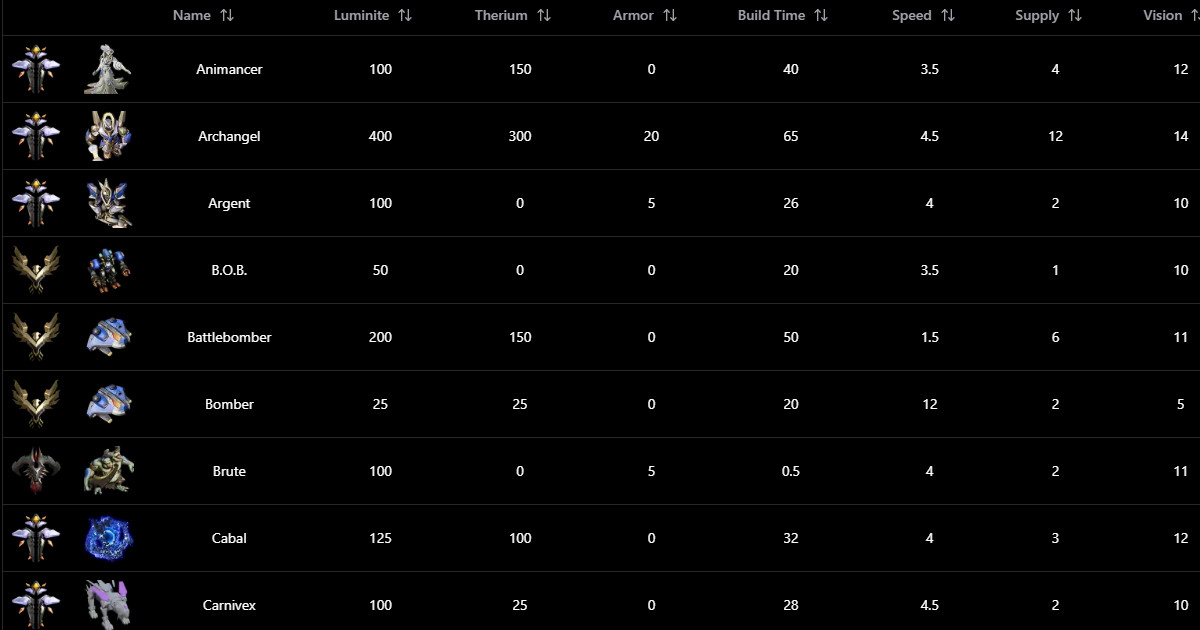 Name Luminite Therium Armor Build Time Speed Supply Vision
Animancer 100 150 0 40 3.5 4 12
Archangel 400 300 20 65 4.5 12 14
Argent 100 0 5 26 4 2 10
B.O.B. 50 0 0 20 3.5 1 10
Battlebomber 200 150 0 50 1.5 6 11
Bomber 25 25 0 20 12 2 5
Brute 100 0 5 0.5 4 2 11
Cabal 125 100 0 32 4 3 12
Carnivex 100 25 0 28 4.5 2 10